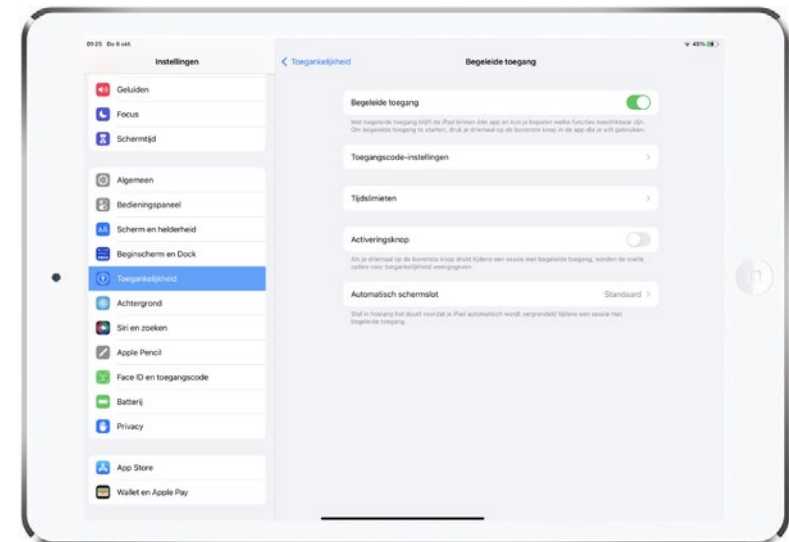 01:25 Do 6 okt.
49%
Instellingen
Toegankelijkheid
Begeleide toegang
Geluiden
Focus
Schermtijd
Algemeen
Bedieningspaneel
Scherm en helderheid
Beginscherm en Dock
Toegankelijkheid
Achtergrond
Siri en zoeken
Apple Pencil
Face ID en toegangscode
Batterij
Privacy
App Store
Wallet en Apple Pay
Begeleide toegang
Met begeleide toegang blijft de iPad binnen één app en kun je bepalen welke functies beschikbaar zijn.
Om begeleide toegang te starten, druk je driemaal op de bovenste knop in de app die je wilt gebruiken.
Toegangscode-instellingen
Tijdslimieten
Activeringsknop
Als je driemaal op de bovenste knop drukt tijdens een sessie met begeleide toegang, worden de snelle
opties voor toegankelijkheid weergegeven.
Automatisch schermslot
Standaard
Stel in hoelang het duurt voordat je iPad automatisch wordt vergrendeld tijdens een sessie met
begeleide toegang.